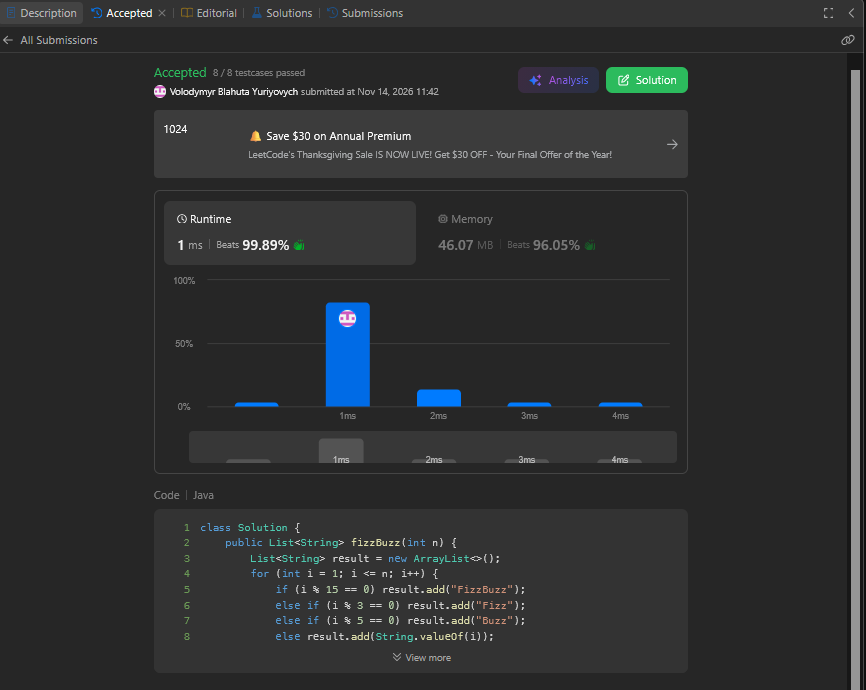 Description Accepted Editorial Solutions Submissions
All Submissions
Accepted 8 / 8 testcases passed
Volodymyr Blahuta Yuriyovych submitted at Nov 14, 2026 11:42
Analysis
Solution
1024
Save $30 on Annual Premium
LeetCode's Thanksgiving Sale IS NOW LIVE! Get $30 OFF - Your Final Offer of the Year!
Runtime
1 ms Beats 99.89%
Memory
46.07 MB Beats 96.05%
100%
50%
0%
1ms 2ms 3ms 4ms
1ms 2ms 3ms 4ms
Code Java
1 class Solution {
2 public List<String> fizzBuzz(int n) {
3 List<String> result = new ArrayList<>();
4 for (int i = 1; i <= n; i++) {
5 if (i % 15 == 0) result.add("FizzBuzz");
6 else if (i % 3 == 0) result.add("Fizz");
7 else if (i % 5 == 0) result.add("Buzz");
8 else result.add(String.valueOf(i));
View more